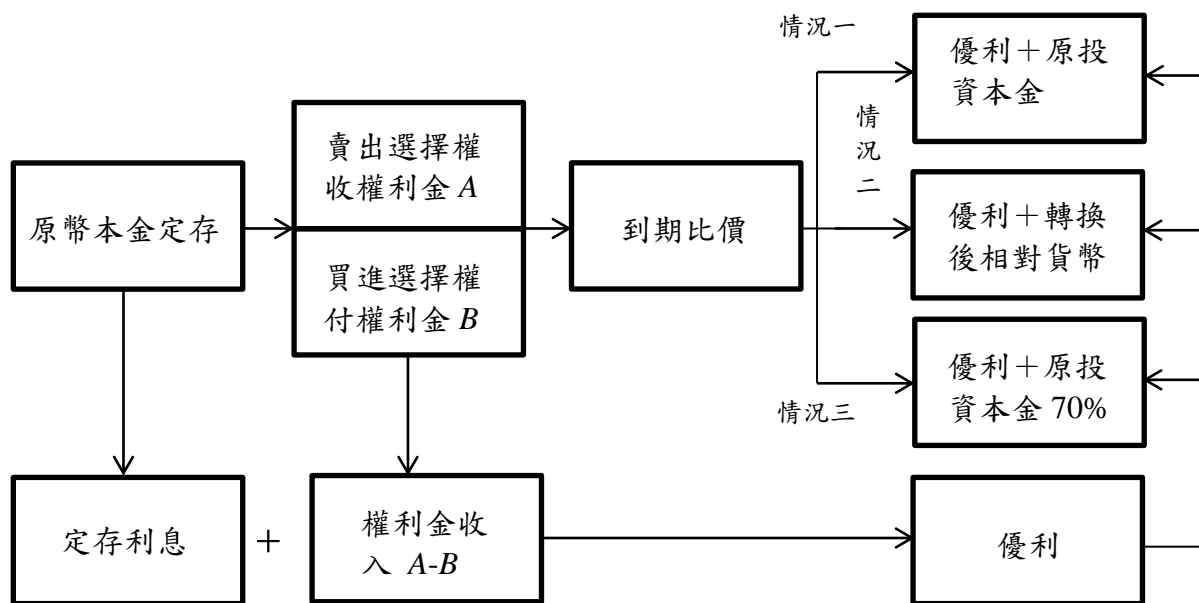 情況一
優利＋原投
資本金
賣出選擇權
收權利金 A
情
況
二
原幣本金定存
到期比價
優利＋轉換
後相對貨幣
買進選擇權
付權利金 B
優利＋原投
資本金 70%
情況三
定存利息
+
權利金收
入 A-B
優利